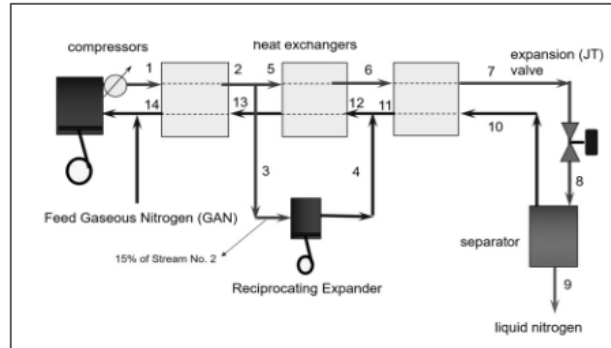 compressors
heat exchangers
expansion (JT)
valve
1
2
5
6
7
14
13
12
11
10
3
4
8
Feed Gaseous Nitrogen (GAN)
15% of Stream No. 2
Reciprocating Expander
separator
9
liquid nitrogen